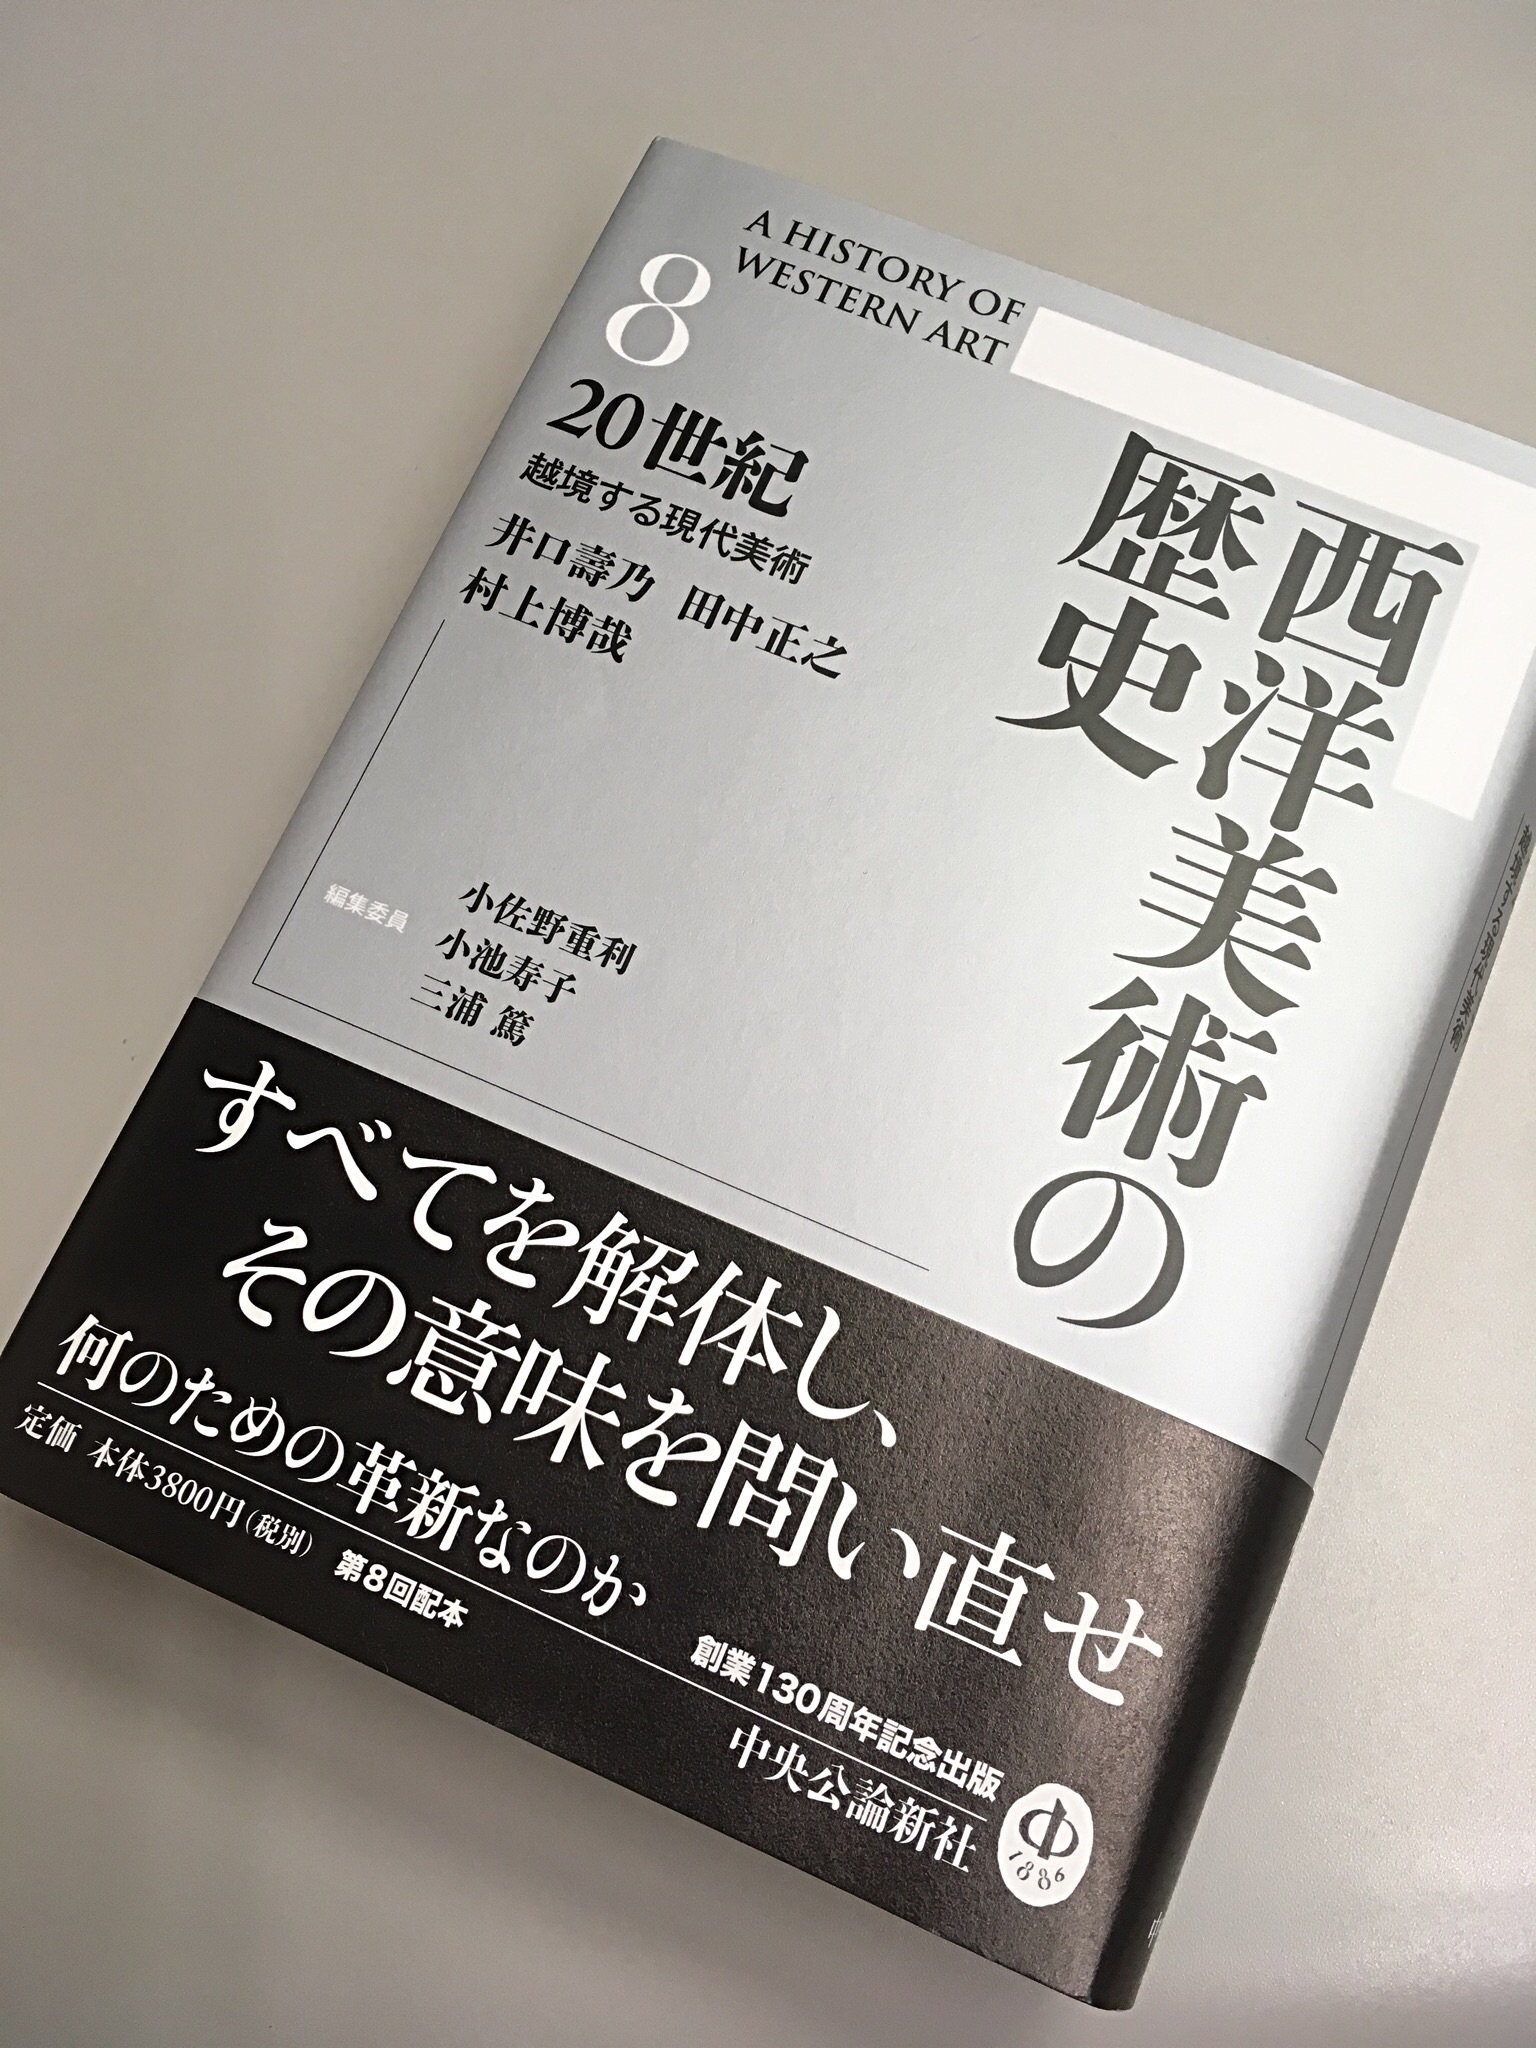 A HISTORY OF
WESTERN ART
8
20世紀
越境する現代美術
井口壽乃 田中正之
村上博哉
西洋美術の
歴史
編集委員
小佐野重利
小池寿子
三浦 篤
すべてを解体し、
その意味を問い直せ
何のための革新なのか
定価 本体3800円(税別)
第8回配本
創業130周年記念出版
中央公論新社
中
1886